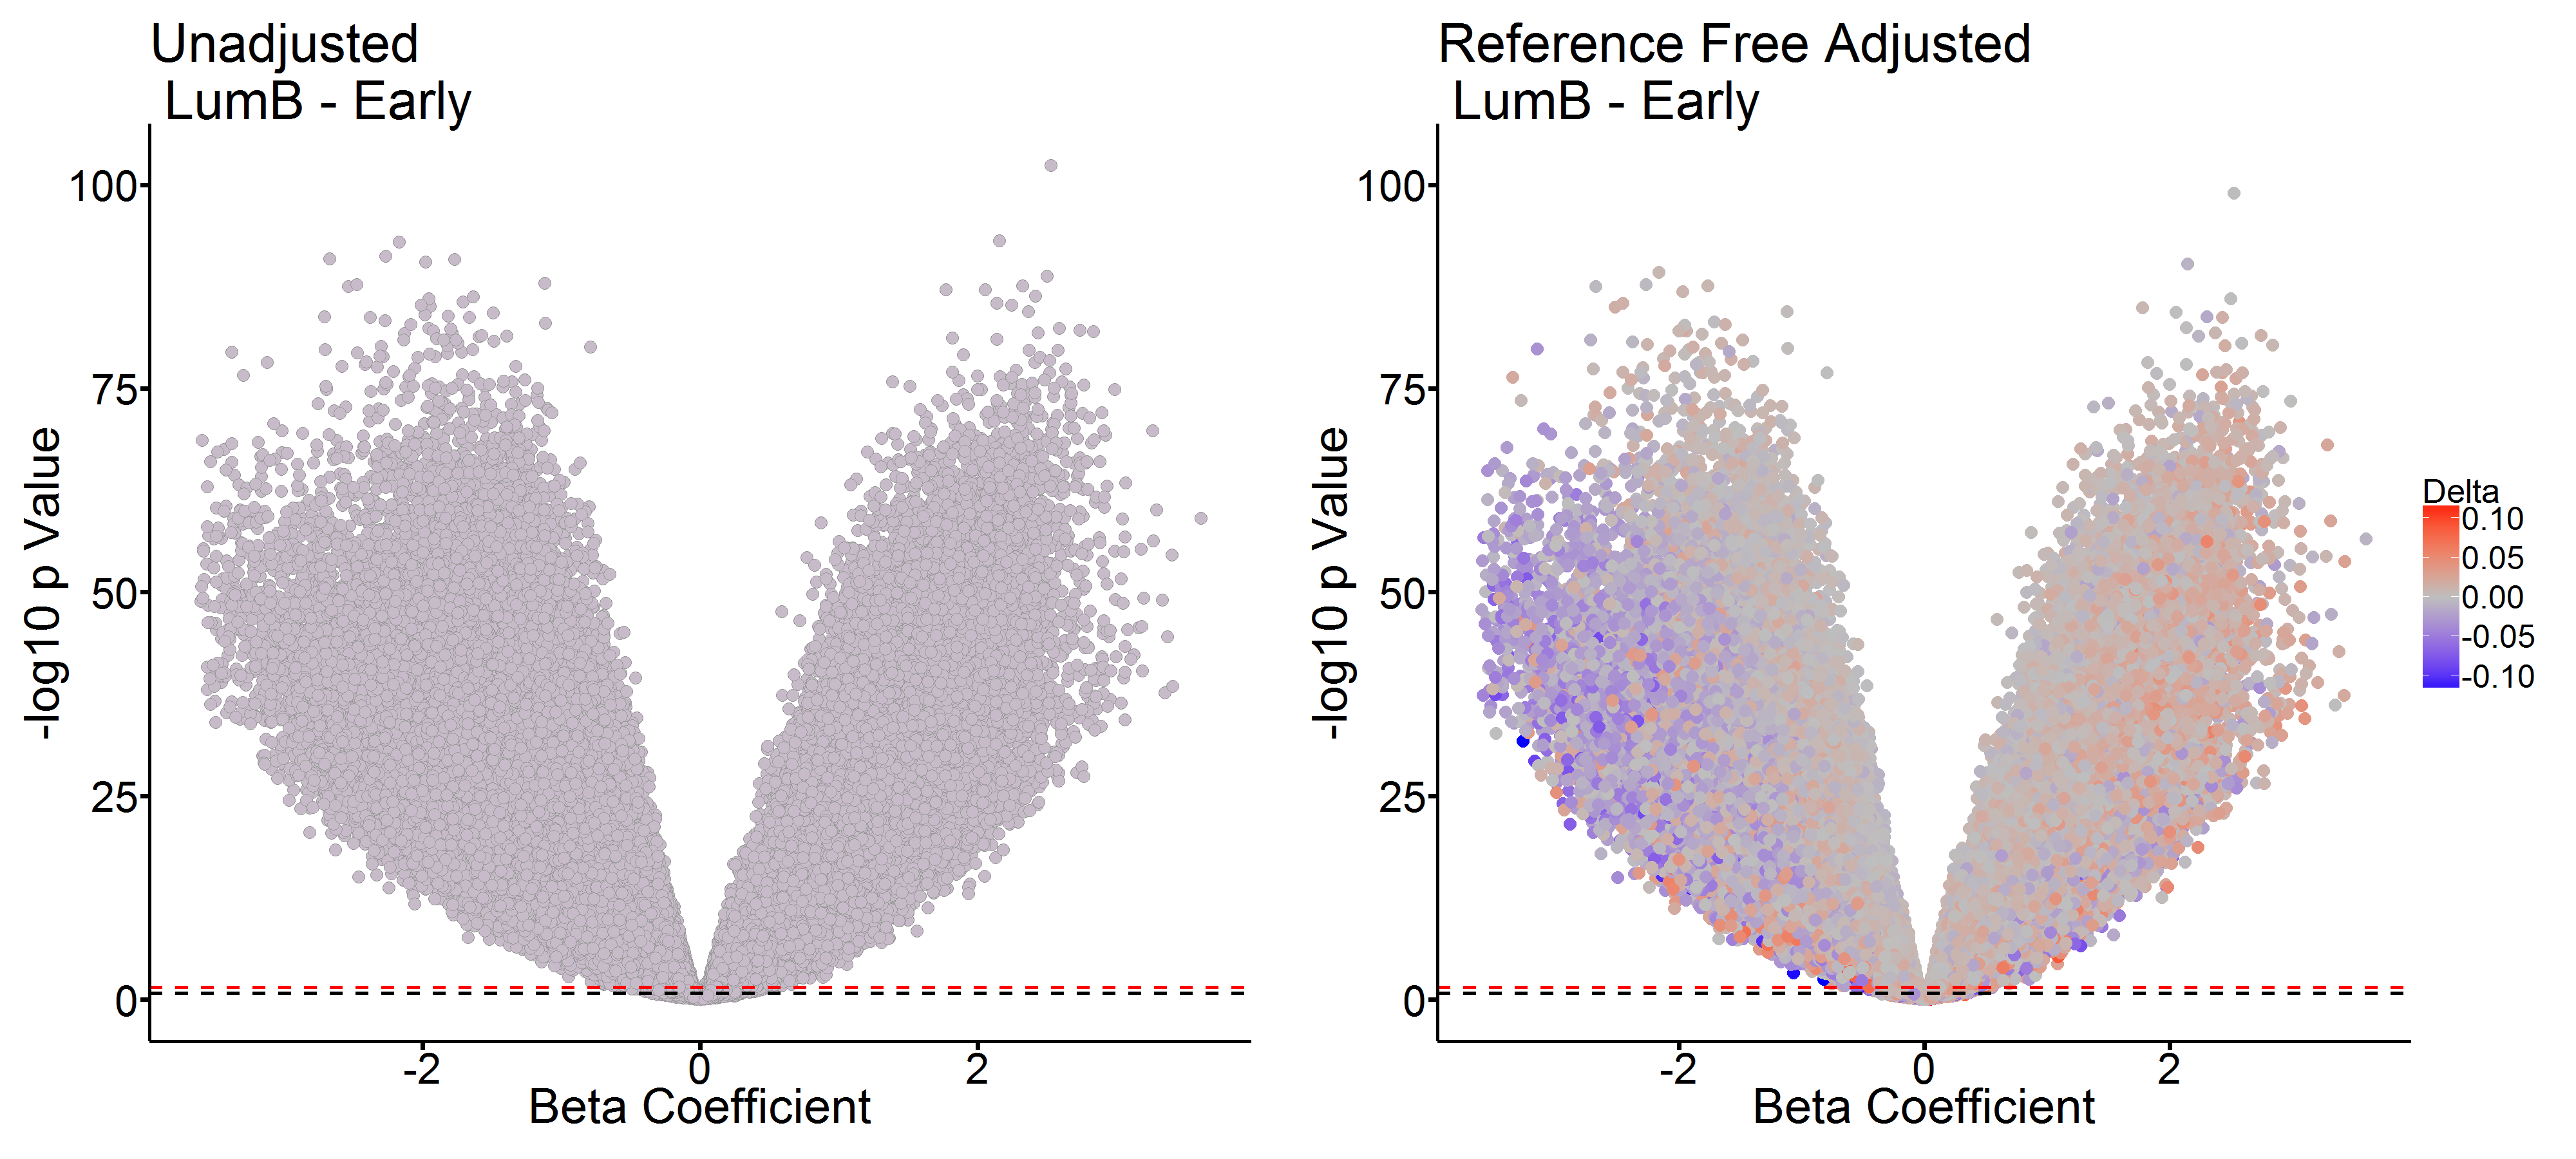 Unadjusted
LumB - Early
100
75
50
25
0
-log10 p Value
-2
0
2
Beta Coefficient
Reference Free Adjusted
LumB - Early
100
75
50
25
0
-log10 p Value
-2
0
2
Beta Coefficient
Delta
0.10
0.05
0.00
-0.05
-0.10